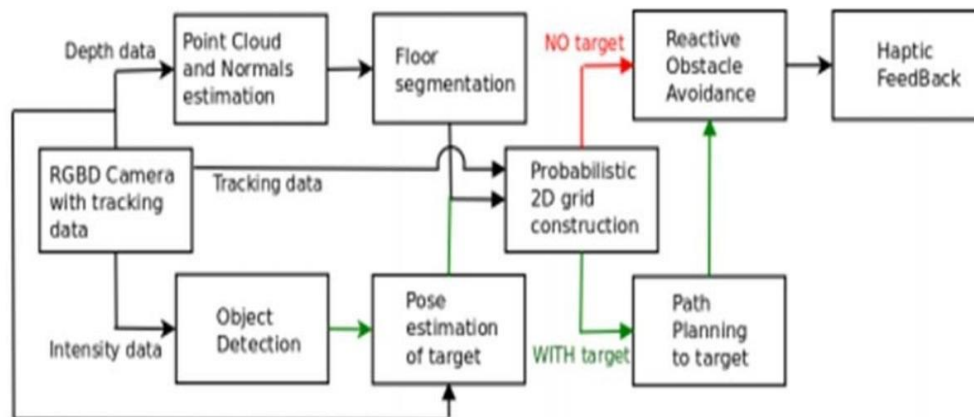 Depth data
Point Cloud
and Normals
estimation
Floor
segmentation
NO target
Reactive
Obstacle
Avoidance
Haptic
FeedBack
RGBD Camera
with tracking
data
Tracking data
Probabilistic
2D grid
construction
Intensity data
Object
Detection
Pose
estimation
of target
WITH target
Path
Planning
to target